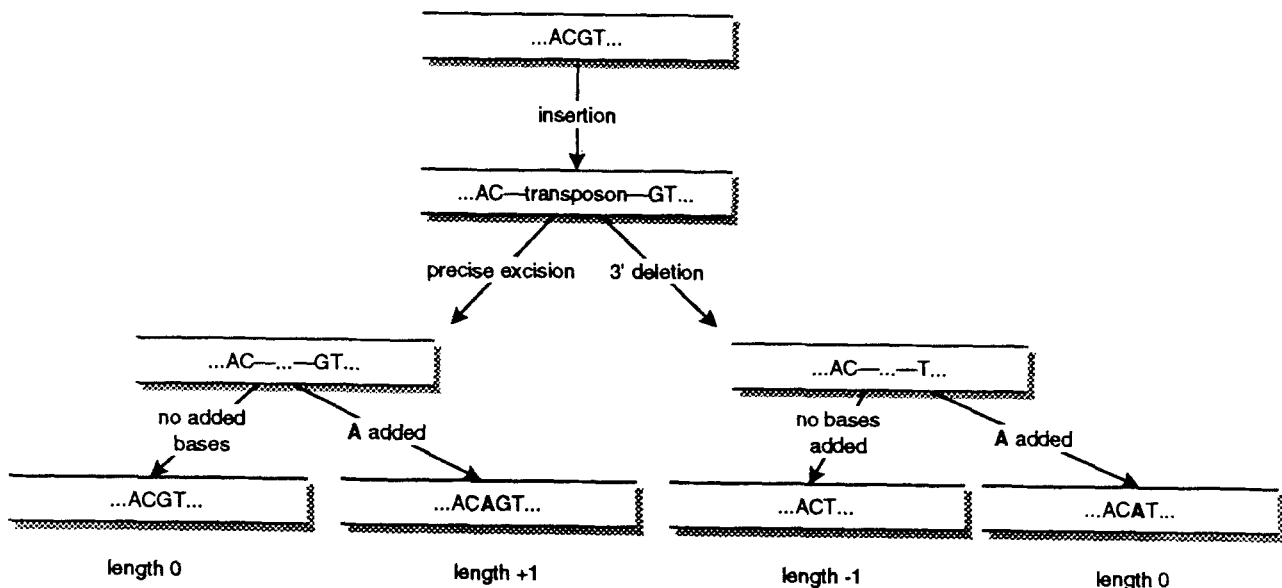 ...ACGT...
insertion
...AC—transposon—GT...
precise excision
3' deletion
...AC—...—GT...
...AC—...—T...
no added
bases
A added
no bases
added
A added
...ACGT...
...ACAGT...
...ACT...
...ACAT...
length 0
length +1
length -1
length 0